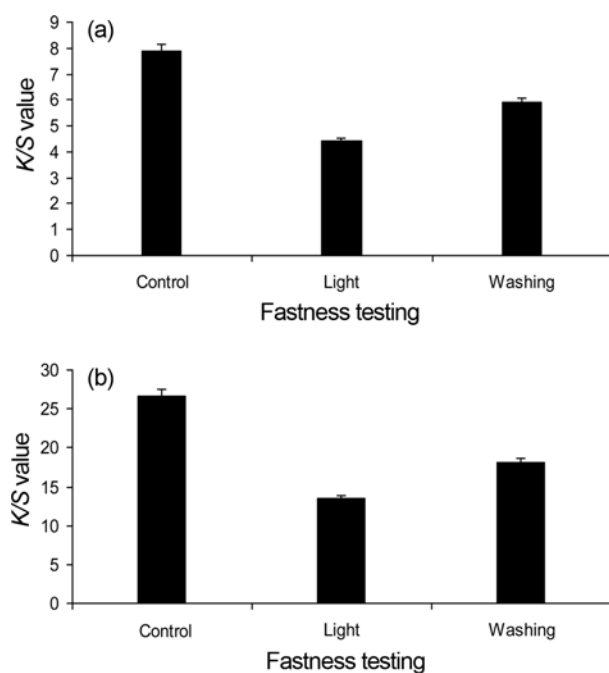 (a)
9
8
7
6
5
4
3
2
1
0
K/S value
Control Light Washing
Fastness testing
(b)
30
25
20
15
10
5
0
K/S value
Control Light Washing
Fastness testing